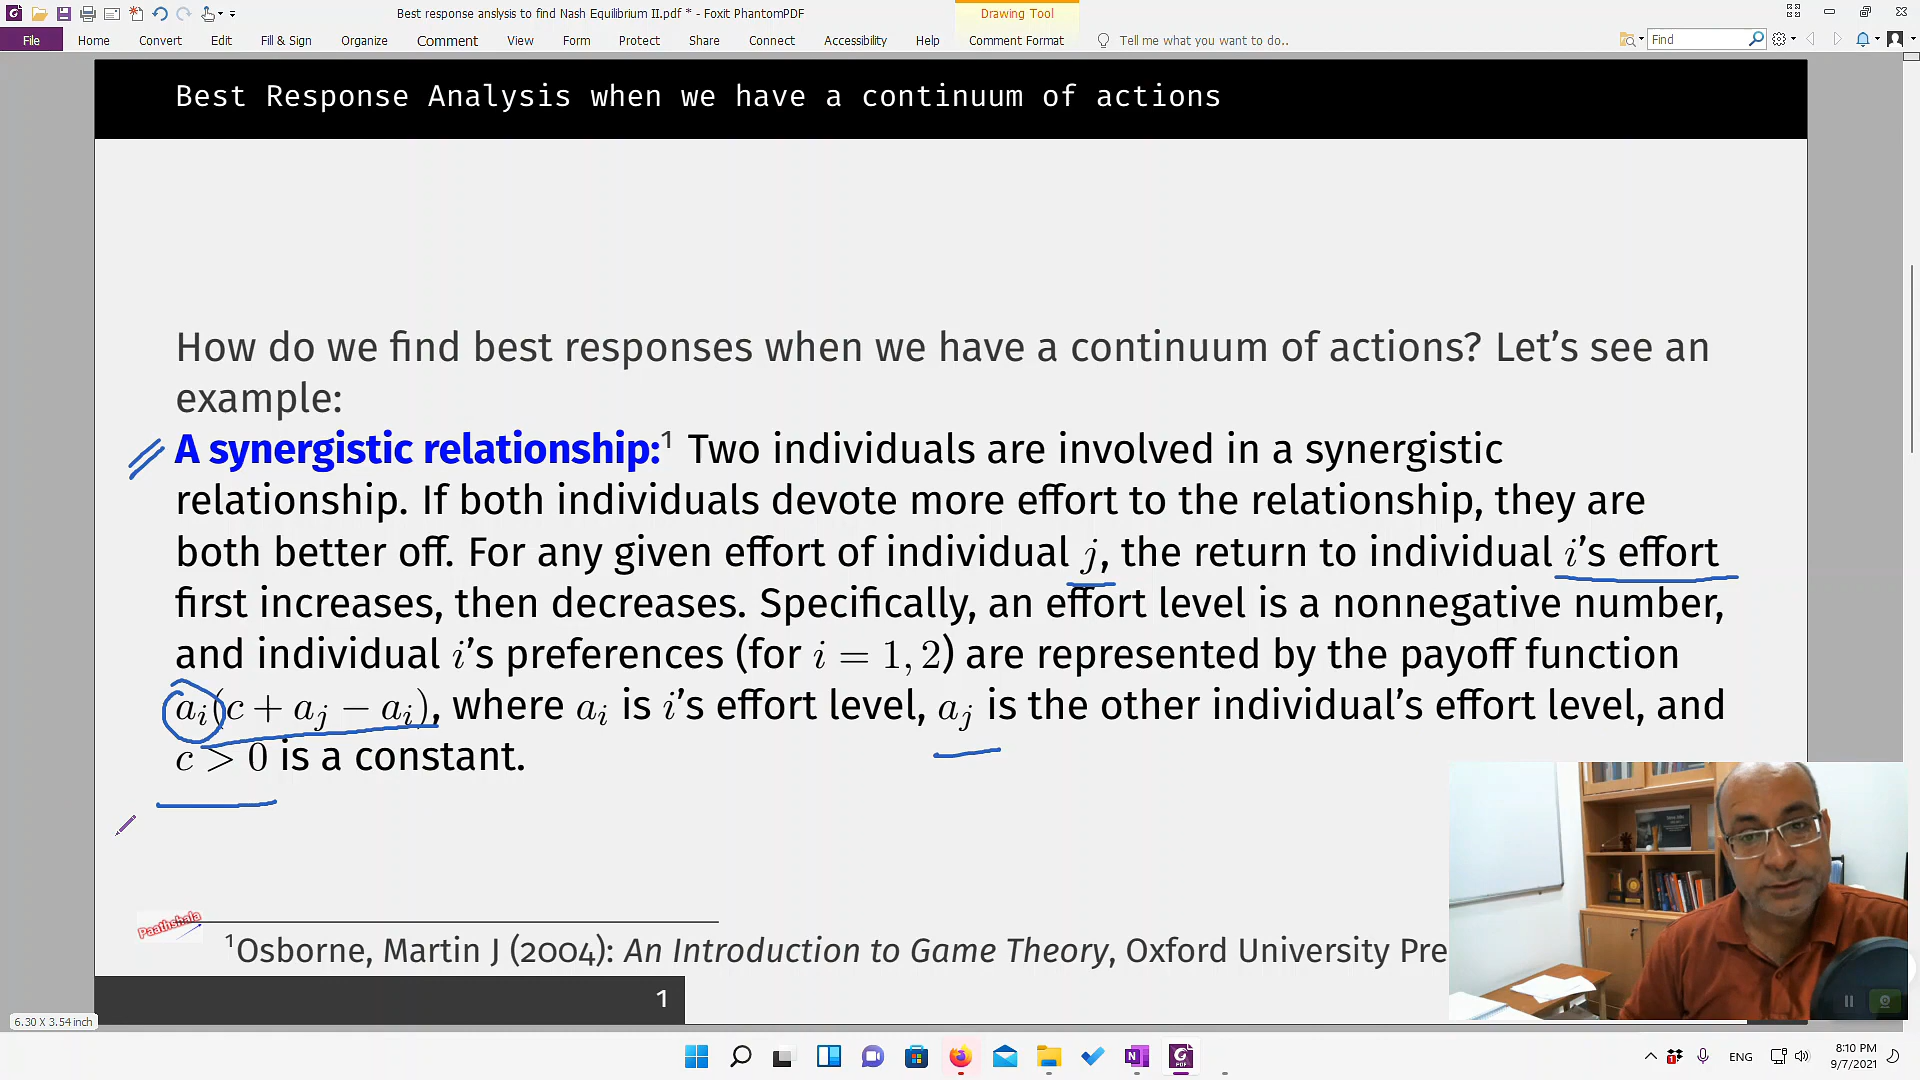 Best response anslysis to find Nash Equilibrium II.pdf * - Foxit PhantomPDF
Drawing Tool
File Home Convert Edit Fill & Sign Organize Comment View Form Protect Share Connect Accessibility Help Comment Format Tell me what you want to do.. Find
Best Response Analysis when we have a continuum of actions
How do we find best responses when we have a continuum of actions? Let's see an
example:
A synergistic relationship:¹ Two individuals are involved in a synergistic
relationship. If both individuals devote more effort to the relationship, they are
both better off. For any given effort of individual j, the return to individual i's effort
first increases, then decreases. Specifically, an effort level is a nonnegative number,
and individual i's preferences (for i = 1, 2) are represented by the payoff function
aᵢ(c + aⱼ − aᵢ), where aᵢ is i's effort level, aⱼ is the other individual's effort level, and
c > 0 is a constant.
Paathshala
¹Osborne, Martin J (2004): An Introduction to Game Theory, Oxford University Pre
1
6.30 X 3.54 inch
ENG
8:10 PM
9/7/2021